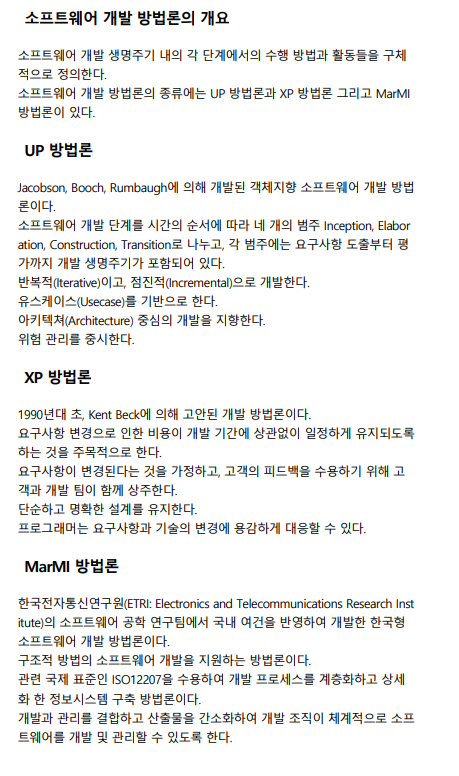 소프트웨어 개발 방법론의 개요
소프트웨어 개발 생명주기 내의 각 단계에서의 수행 방법과 활동들을 구체
적으로 정의한다.
소프트웨어 개발 방법론의 종류에는 UP 방법론과 XP 방법론 그리고 MarMI
방법론이 있다.
UP 방법론
Jacobson, Booch, Rumbaugh에 의해 개발된 객체지향 소프트웨어 개발 방법
론이다.
소프트웨어 개발 단계를 시간의 순서에 따라 네 개의 범주 Inception, Elabor
ation, Construction, Transition로 나누고, 각 범주에는 요구사항 도출부터 평
가까지 개발 생명주기가 포함되어 있다.
반복적(Iterative)이고, 점진적(Incremental)으로 개발한다.
유스케이스(Usecase)를 기반으로 한다.
아키텍쳐(Architecture) 중심의 개발을 지향한다.
위험 관리를 중시한다.
XP 방법론
1990년대 초, Kent Beck에 의해 고안된 개발 방법론이다.
요구사항 변경으로 인한 비용이 개발 기간에 상관없이 일정하게 유지되도록
하는 것을 주목적으로 한다.
요구사항이 변경된다는 것을 가정하고, 고객의 피드백을 수용하기 위해 고
객과 개발 팀이 함께 상주한다.
단순하고 명확한 설계를 유지한다.
프로그래머는 요구사항과 기술의 변경에 용감하게 대응할 수 있다.
MarMI 방법론
한국전자통신연구원(ETRI: Electronics and Telecommunications Research Inst
itute)의 소프트웨어 공학 연구팀에서 국내 여건을 반영하여 개발한 한국형
소프트웨어 개발 방법론이다.
구조적 방법의 소프트웨어 개발을 지원하는 방법론이다.
관련 국제 표준인 ISO12207을 수용하여 개발 프로세스를 계층화하고 상세
화 한 정보시스템 구축 방법론이다.
개발과 관리를 결합하고 산출물을 간소화하여 개발 조직이 체계적으로 소프
트웨어를 개발 및 관리할 수 있도록 한다.